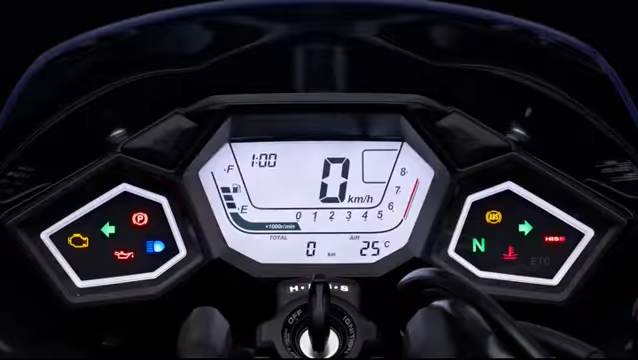 F
1:00
0
km/h
E
8
7
6
0 1 2 3 4 5
×1000r/min
TOTAL
0 km
AIR
25°C
P
ABS
N
HISS
ETC
OFF